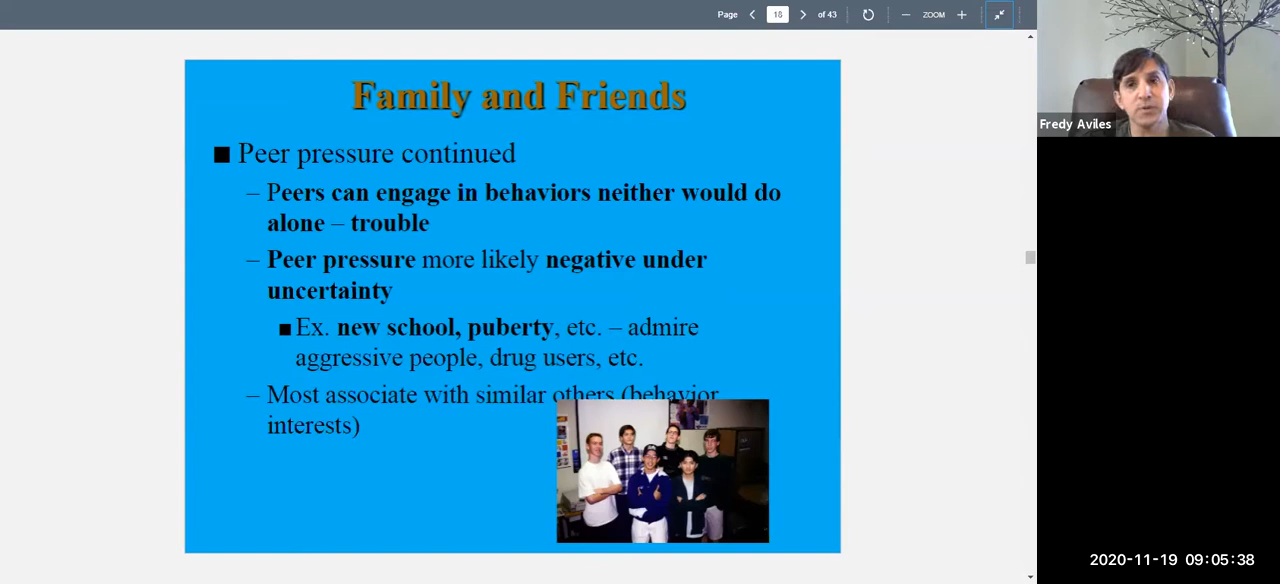 Page 18 of 43 ZOOM
Family and Friends
■ Peer pressure continued
– Peers can engage in behaviors neither would do
alone – trouble
– Peer pressure more likely negative under
uncertainty
■ Ex. new school, puberty, etc. – admire
aggressive people, drug users, etc.
– Most associate with similar others (behavior
interests)
Fredy Aviles
2020-11-19 09:05:38